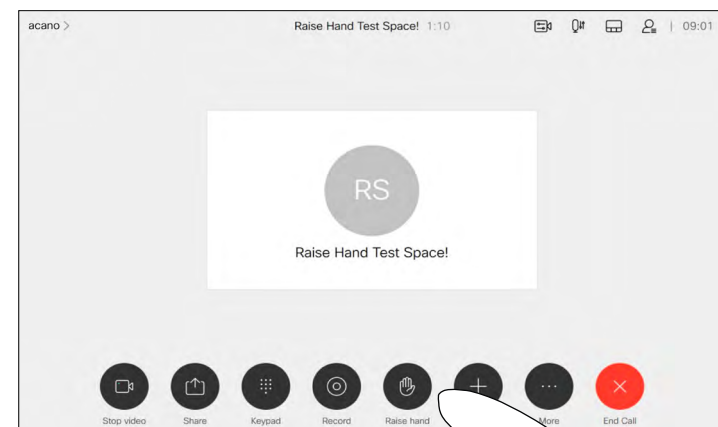 acano >
Raise Hand Test Space! 1:10
09:01
RS
Raise Hand Test Space!
Stop video
Share
Keypad
Record
Raise hand
More
End Call